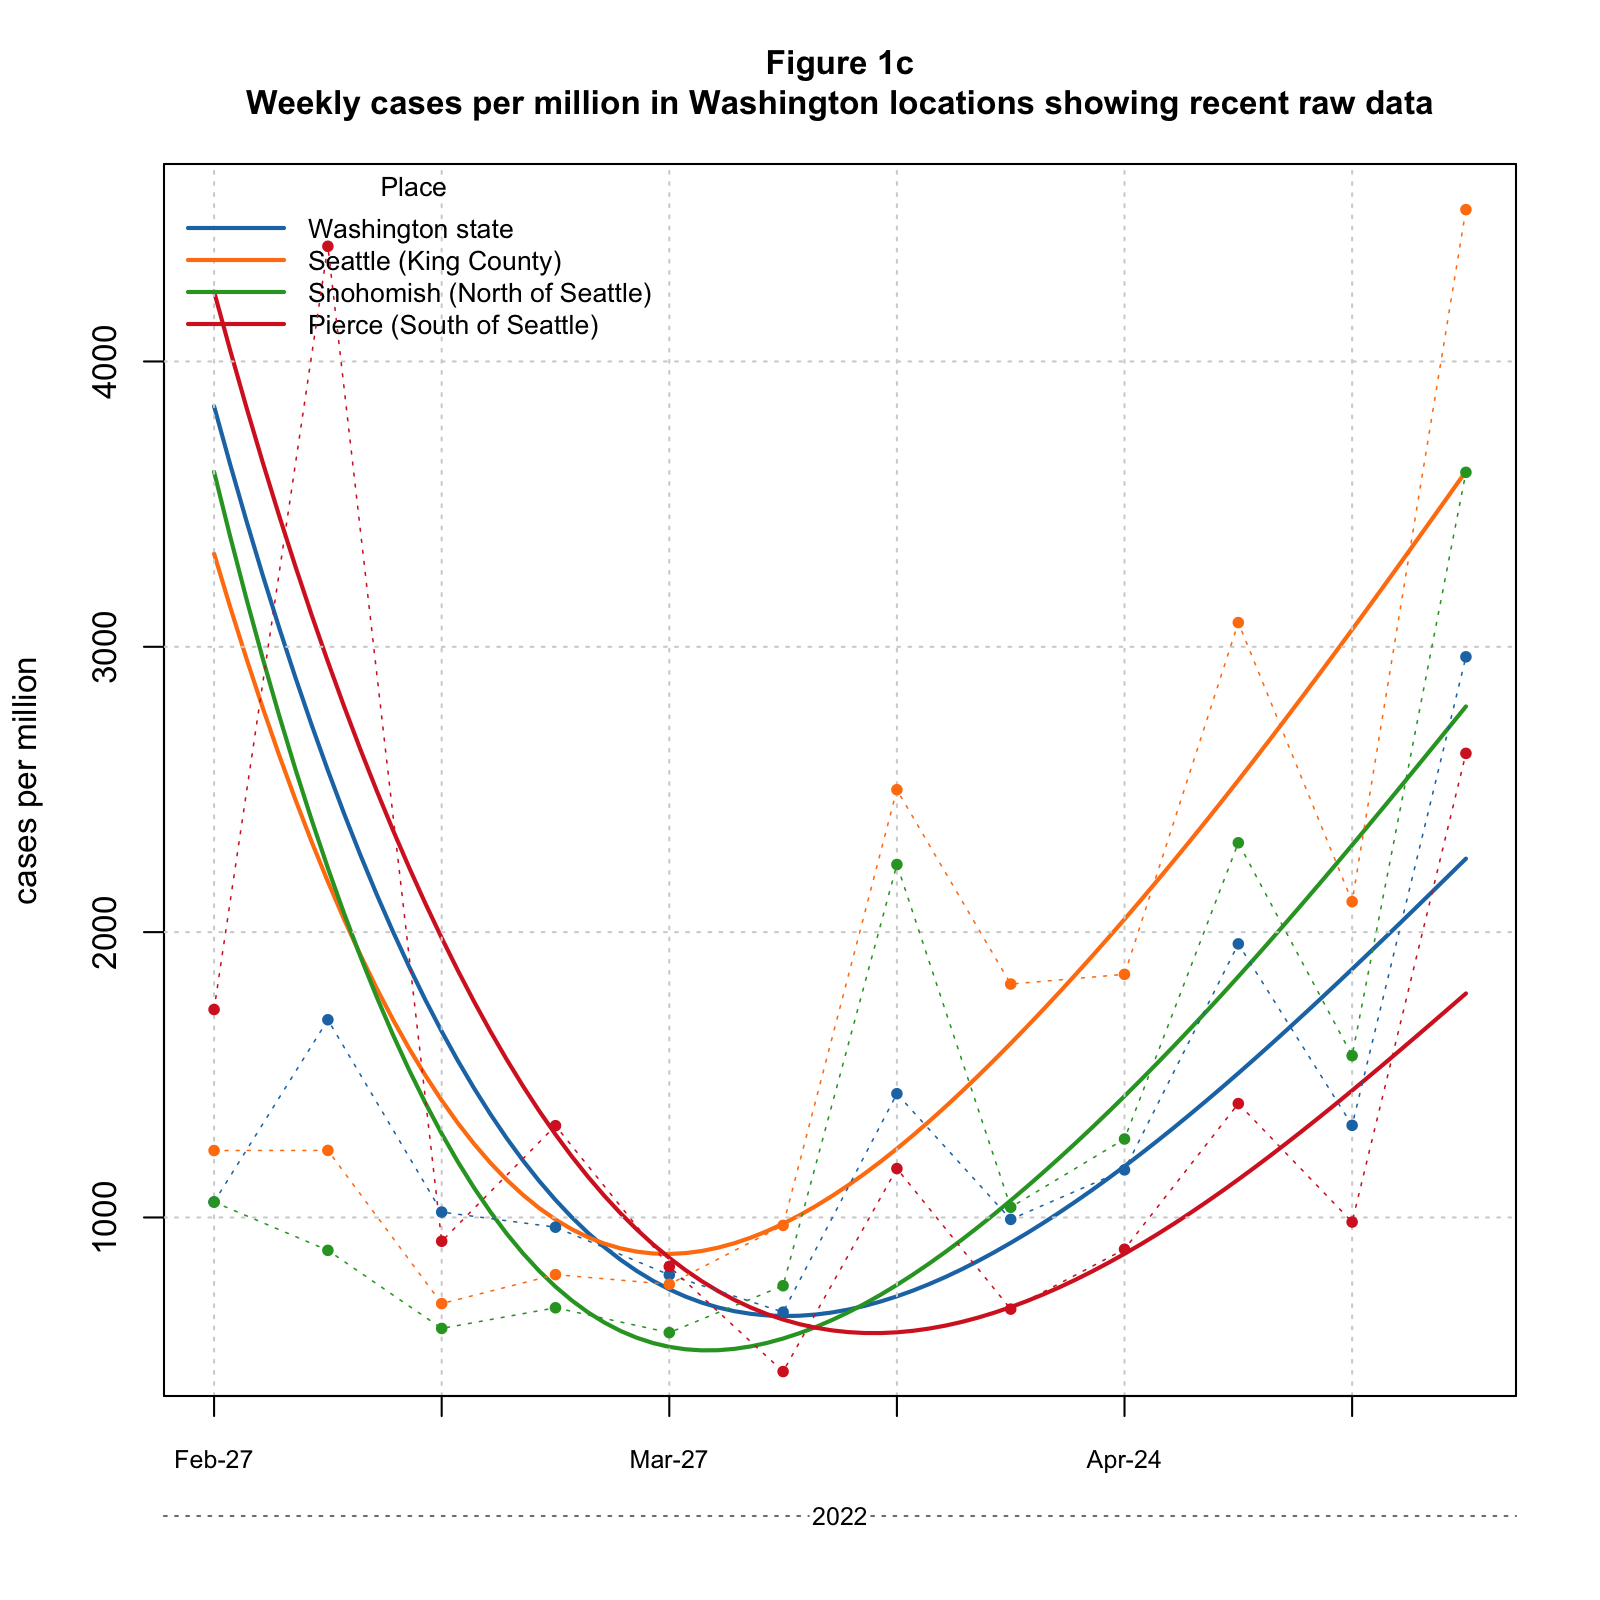 Figure 1c
Weekly cases per million in Washington locations showing recent raw data
Place
Washington state
Seattle (King County)
Snohomish (North of Seattle)
Pierce (South of Seattle)
cases per million
4000
3000
2000
1000
Feb-27
Mar-27
Apr-24
2022